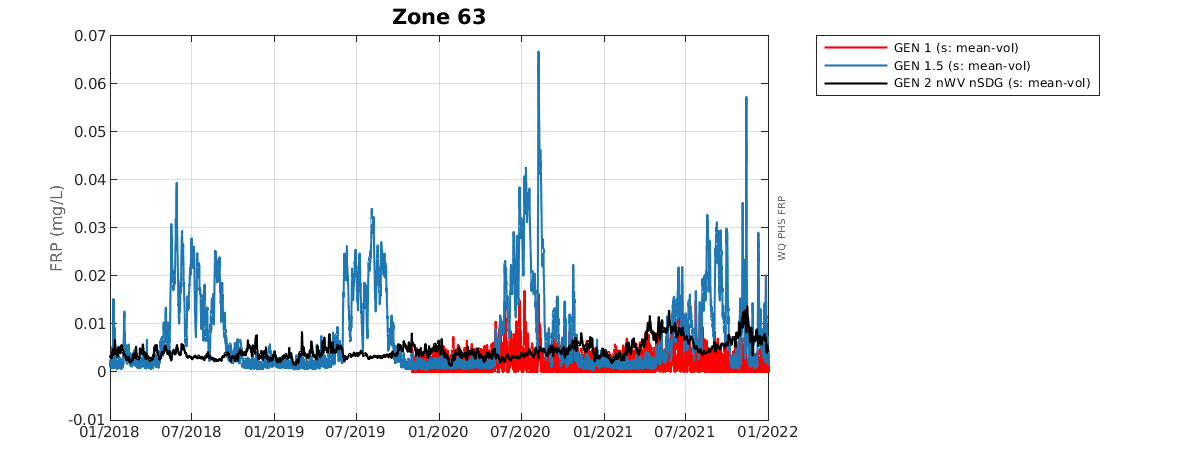 Zone 63
0.07
0.06
0.05
0.04
0.03
0.02
0.01
0
-0.01
FRP (mg/L)
01/2018 07/2018 01/2019 07/2019 01/2020 07/2020 01/2021 07/2021 01/2022
WQ PHS FRP
GEN 1 (s: mean-vol)
GEN 1.5 (s: mean-vol)
GEN 2 nWV nSDG (s: mean-vol)